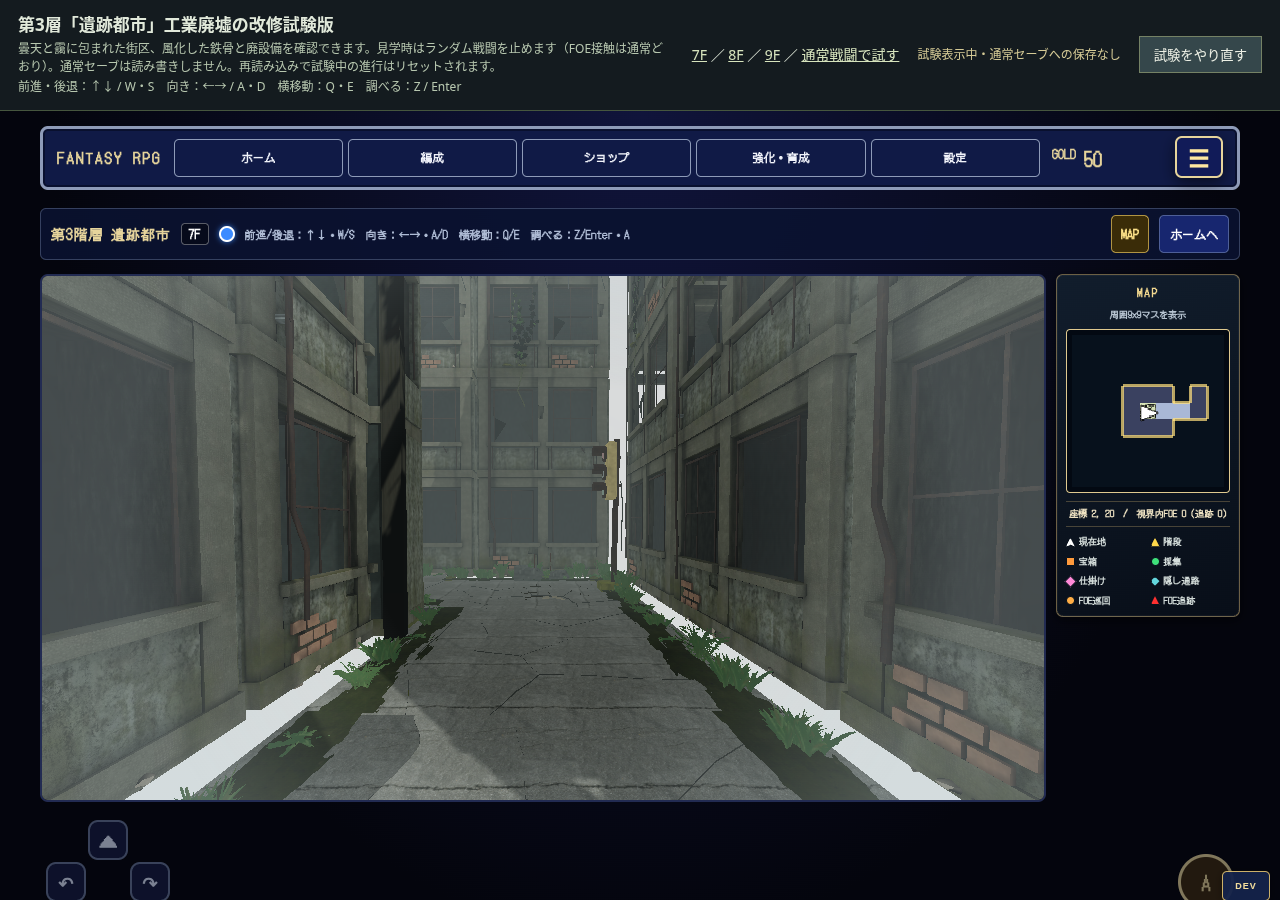 第3層「遺跡都市」工業廃墟の改修試験版
曇天と霧に包まれた街区、風化した鉄骨と廃設備を確認できます。見学時はランダム戦闘を止めます（FOE接触は通常ど
おり）。通常セーブは読み書きしません。再読み込みで試験中の進行はリセットされます。
前進・後退：↑↓ / W・S　向き：←→ / A・D　横移動：Q・E　調べる：Z / Enter
7F ／ 8F ／ 9F ／ 通常戦闘で試す
試験表示中・通常セーブへの保存なし
試験をやり直す
FANTASY RPG
ホーム
編成
ショップ
強化・育成
設定
GOLD 50
第3階層 遺跡都市
7F
前進/後退：↑↓・W/S　向き：←→・A/D　横移動：Q/E　調べる：Z/Enter・A
MAP
ホームへ
MAP
周囲9x9マスを表示
座標 2, 20 / 視界内FOE 0 (追跡 0)
現在地
階段
宝箱
採集
仕掛け
隠し通路
FOE巡回
FOE追跡
A
DEV